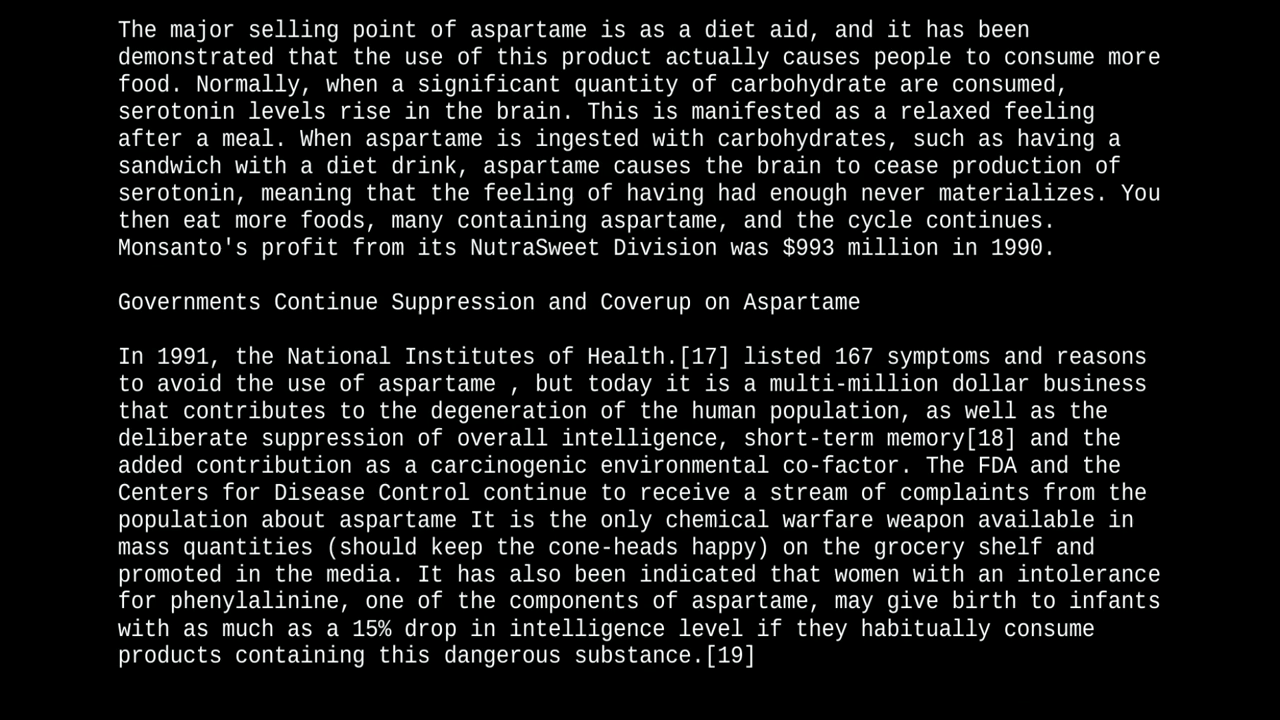 The major selling point of aspartame is as a diet aid, and it has been
demonstrated that the use of this product actually causes people to consume more
food. Normally, when a significant quantity of carbohydrate are consumed,
serotonin levels rise in the brain. This is manifested as a relaxed feeling
after a meal. When aspartame is ingested with carbohydrates, such as having a
sandwich with a diet drink, aspartame causes the brain to cease production of
serotonin, meaning that the feeling of having had enough never materializes. You
then eat more foods, many containing aspartame, and the cycle continues.
Monsanto's profit from its NutraSweet Division was $993 million in 1990.

Governments Continue Suppression and Coverup on Aspartame

In 1991, the National Institutes of Health.[17] listed 167 symptoms and reasons
to avoid the use of aspartame , but today it is a multi-million dollar business
that contributes to the degeneration of the human population, as well as the
deliberate suppression of overall intelligence, short-term memory[18] and the
added contribution as a carcinogenic environmental co-factor. The FDA and the
Centers for Disease Control continue to receive a stream of complaints from the
population about aspartame It is the only chemical warfare weapon available in
mass quantities (should keep the cone-heads happy) on the grocery shelf and
promoted in the media. It has also been indicated that women with an intolerance
for phenylalinine, one of the components of aspartame, may give birth to infants
with as much as a 15% drop in intelligence level if they habitually consume
products containing this dangerous substance.[19]